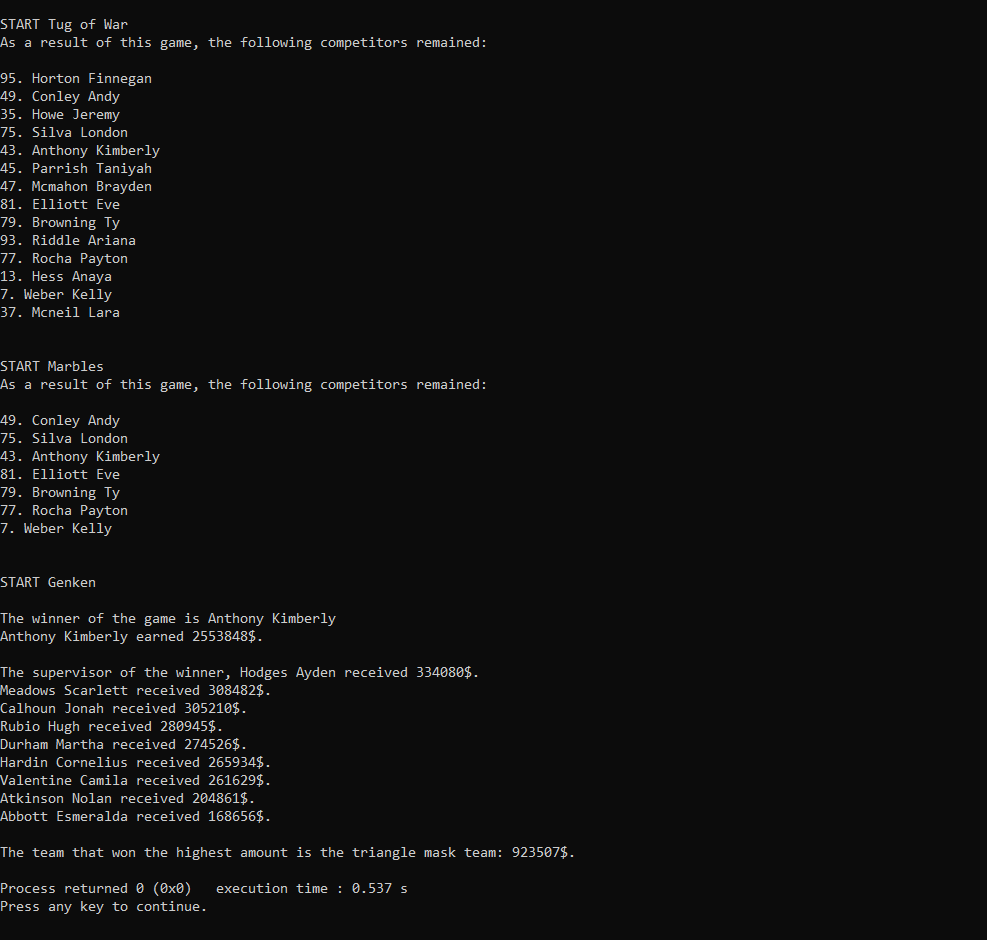 START Tug of War
As a result of this game, the following competitors remained:
95. Horton Finnegan
49. Conley Andy
35. Howe Jeremy
75. Silva London
43. Anthony Kimberly
45. Parrish Taniyah
47. Mcmahon Brayden
81. Elliott Eve
79. Browning Ty
93. Riddle Ariana
77. Rocha Payton
13. Hess Anaya
7. Weber Kelly
37. Mcneil Lara
START Marbles
As a result of this game, the following competitors remained:
49. Conley Andy
75. Silva London
43. Anthony Kimberly
81. Elliott Eve
79. Browning Ty
77. Rocha Payton
7. Weber Kelly
START Genken
The winner of the game is Anthony Kimberly
Anthony Kimberly earned 2553848$.
The supervisor of the winner, Hodges Ayden received 334080$.
Meadows Scarlett received 308482$.
Calhoun Jonah received 305210$.
Rubio Hugh received 280945$.
Durham Martha received 274526$.
Hardin Cornelius received 265934$.
Valentine Camila received 261629$.
Atkinson Nolan received 204861$.
Abbott Esmeralda received 168656$.
The team that won the highest amount is the triangle mask team: 923507$.
Process returned 0 (0x0)   execution time : 0.537 s
Press any key to continue.